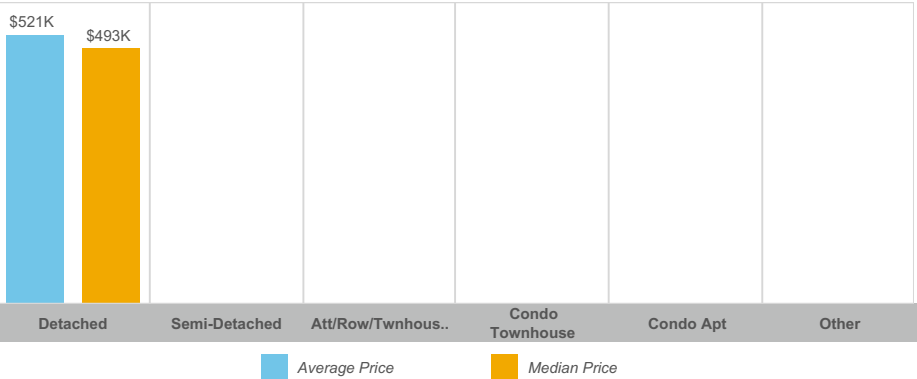 $521K
$493K
Detached
Semi-Detached
Att/Row/Twnhous..
Condo
Townhouse
Condo Apt
Other
Average Price
Median Price